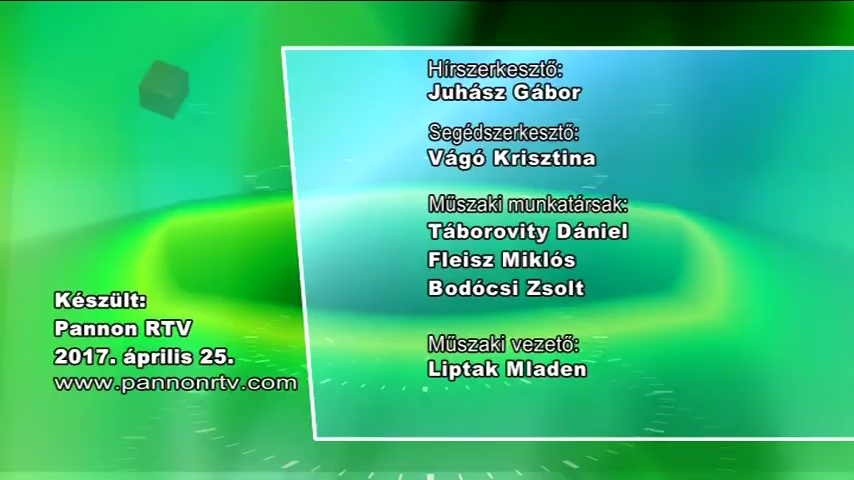 Hírszerkesztő:
Juhász Gábor
Segédszerkesztő:
Vágó Krisztina
Műszaki munkatársak:
Táborovity Dániel
Fleisz Miklós
Bodócsi Zsolt
Műszaki vezető:
Liptak Mladen
Készült:
Pannon RTV
2017. április 25.
www.pannonrtv.com